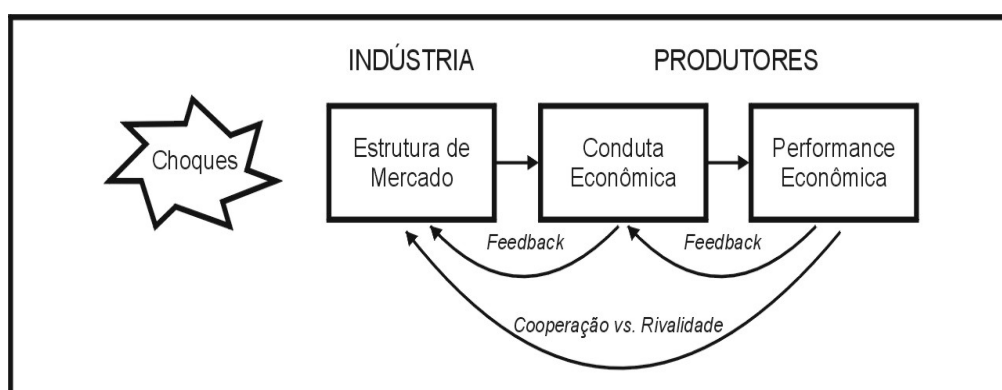 INDÚSTRIA
PRODUTORES
Choques
Estrutura de
Mercado
Conduta
Econômica
Performance
Econômica
Feedback
Feedback
Cooperação vs. Rivalidade